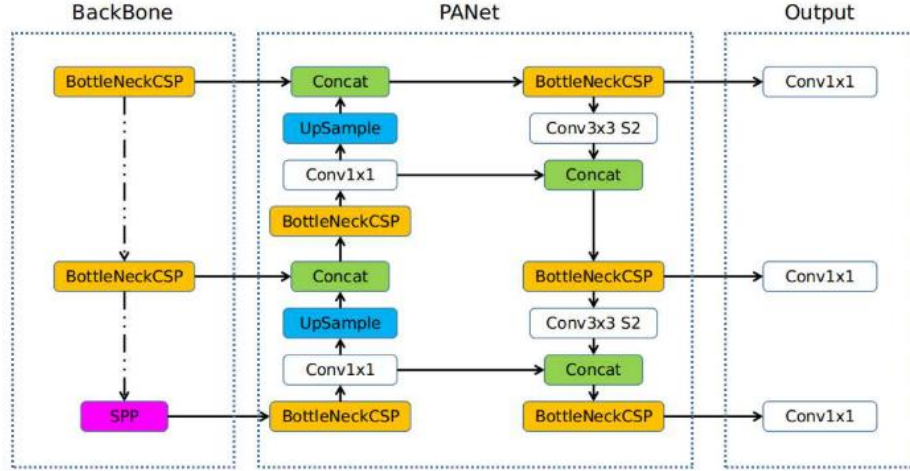 BackBone
PANet
Output
BottleNeckCSP
Concat
BottleNeckCSP
Conv1x1
UpSample
Conv3x3 S2
Conv1x1
Concat
BottleNeckCSP
BottleNeckCSP
Concat
BottleNeckCSP
Conv1x1
UpSample
Conv3x3 S2
Conv1x1
Concat
SPP
BottleNeckCSP
BottleNeckCSP
Conv1x1